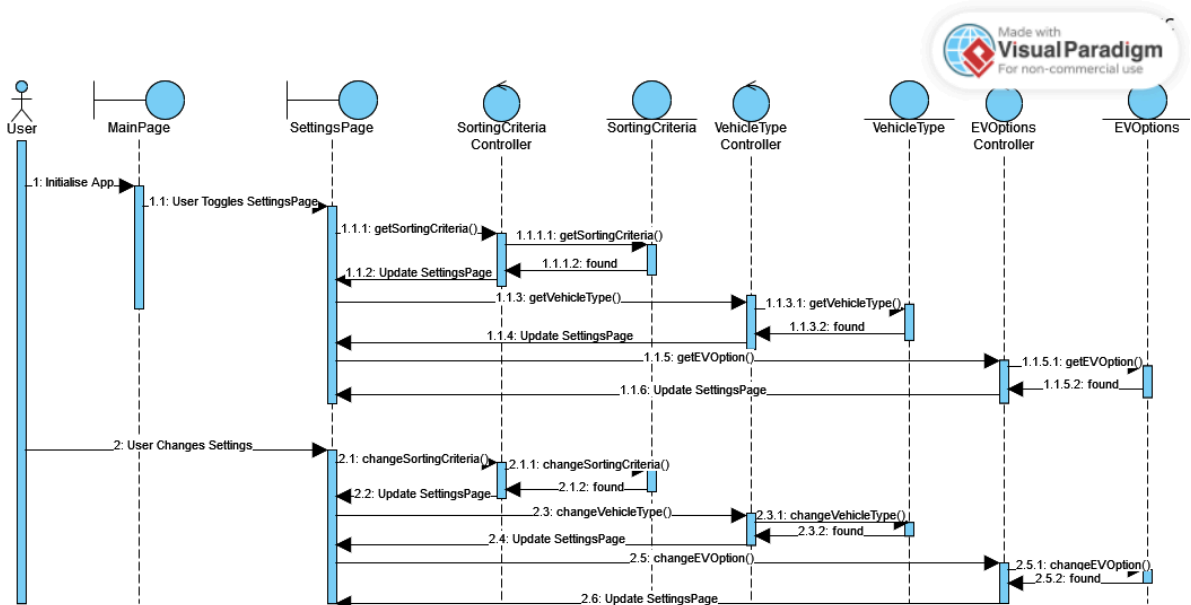 Made with
VisualParadigm
For non-commercial use
User
MainPage
SettingsPage
SortingCriteria
Controller
SortingCriteria
VehicleType
Controller
VehicleType
EVOptions
Controller
EVOptions
1: Initialise App
1.1: User Toggles SettingsPage
1.1.1: getSortingCriteria()
1.1.1.1: getSortingCriteria()
1.1.1.2: found
1.1.2: Update SettingsPage
1.1.3: getVehicleType()
1.1.3.1: getVehicleType()
1.1.3.2: found
1.1.4: Update SettingsPage
1.1.5: getEVOption()
1.1.5.1: getEVOption()
1.1.5.2: found
1.1.6: Update SettingsPage
2: User Changes Settings
2.1: changeSortingCriteria()
2.1.1: changeSortingCriteria()
2.1.2: found
2.2: Update SettingsPage
2.3: changeVehicleType()
2.3.1: changeVehicleType()
2.3.2: found
2.4: Update SettingsPage
2.5: changeEVOption()
2.5.1: changeEVOption()
2.5.2: found
2.6: Update SettingsPage